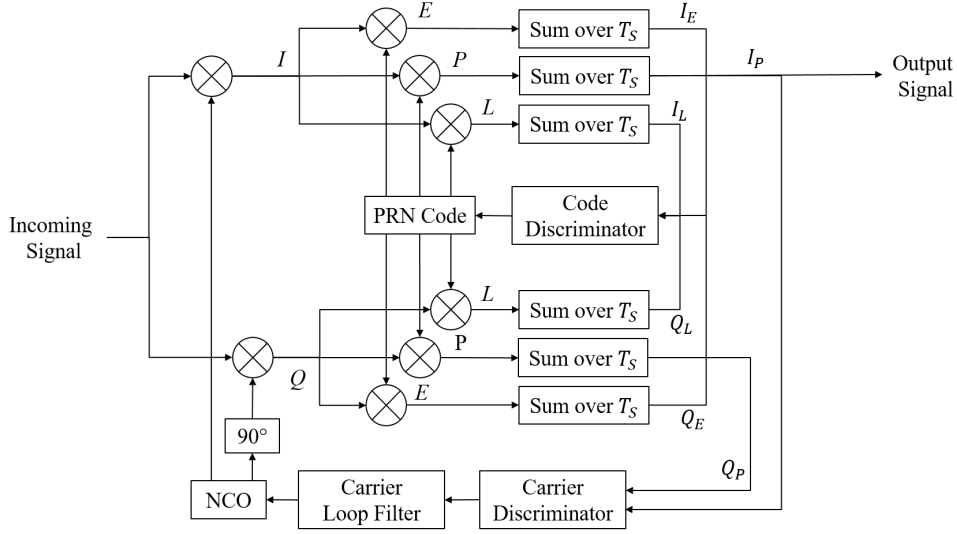 E
Sum over T_S
I_E
I
P
Sum over T_S
I_P
Output
Signal
L
Sum over T_S
I_L
PRN Code
Code
Discriminator
Incoming
Signal
L
Sum over T_S
Q_L
P
Sum over T_S
Q
E
Sum over T_S
Q_E
90°
Q_P
NCO
Carrier
Loop Filter
Carrier
Discriminator